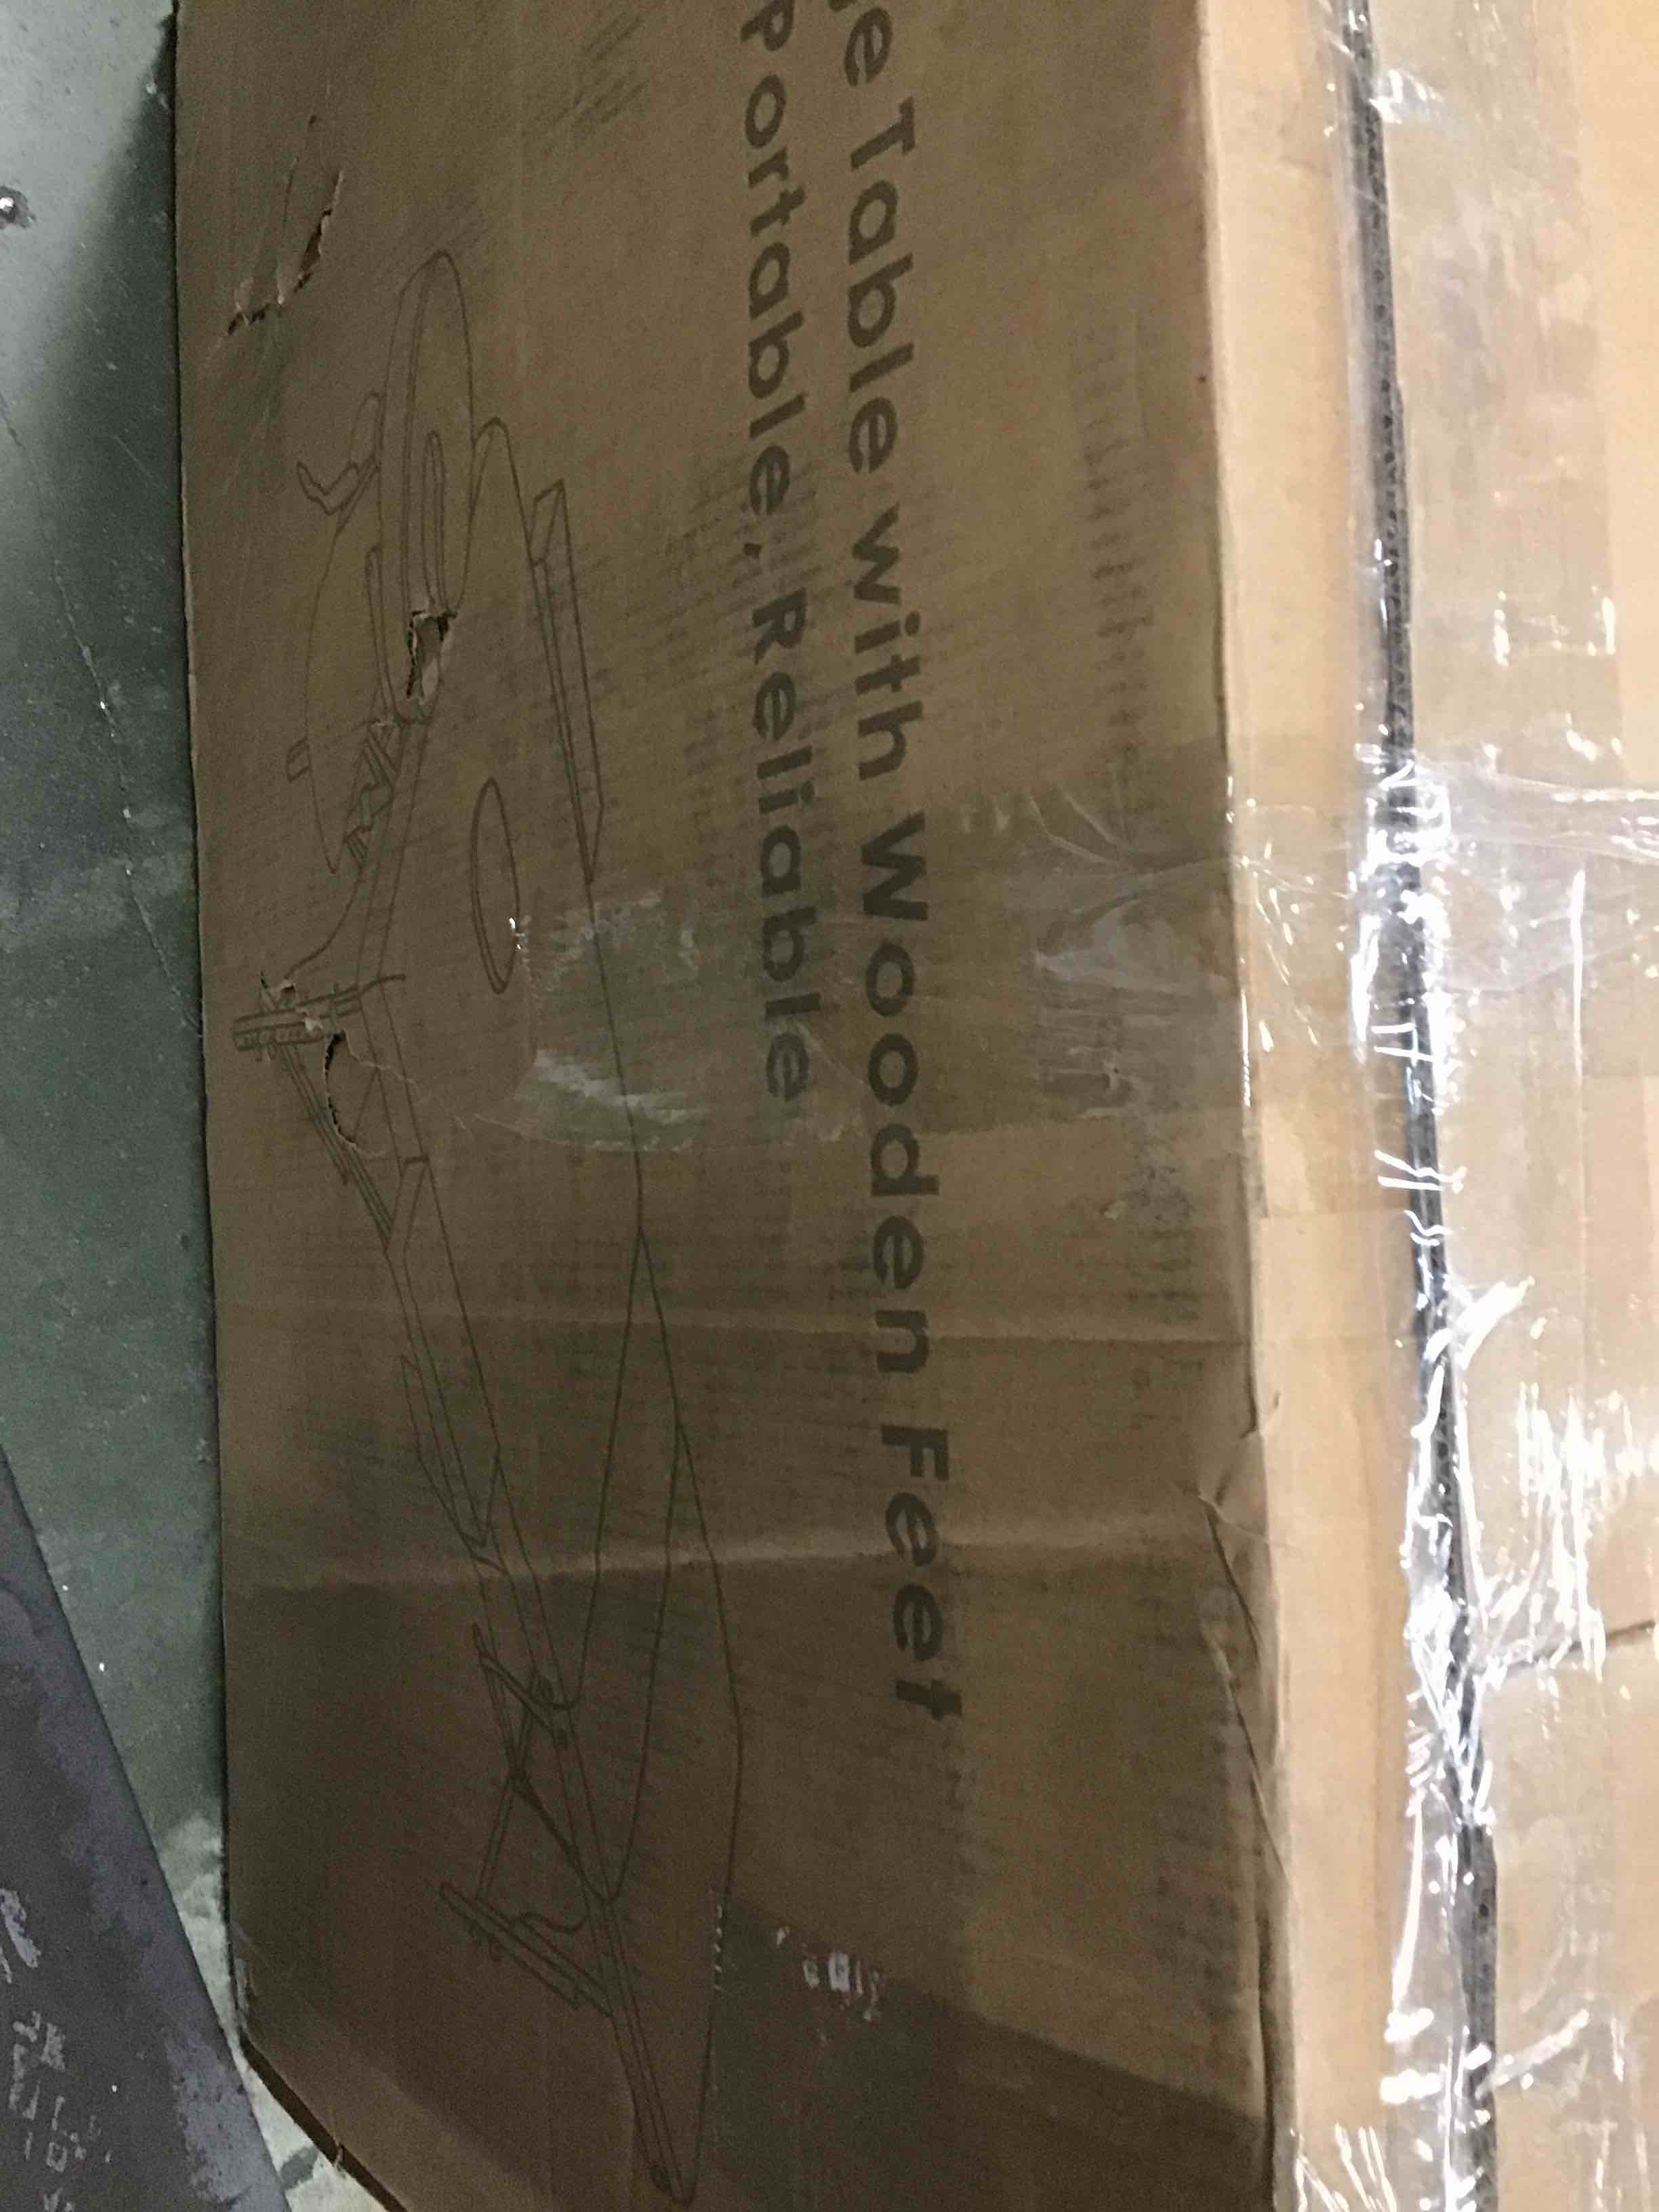 e Table with Wooden Feet
Portable, Reliable